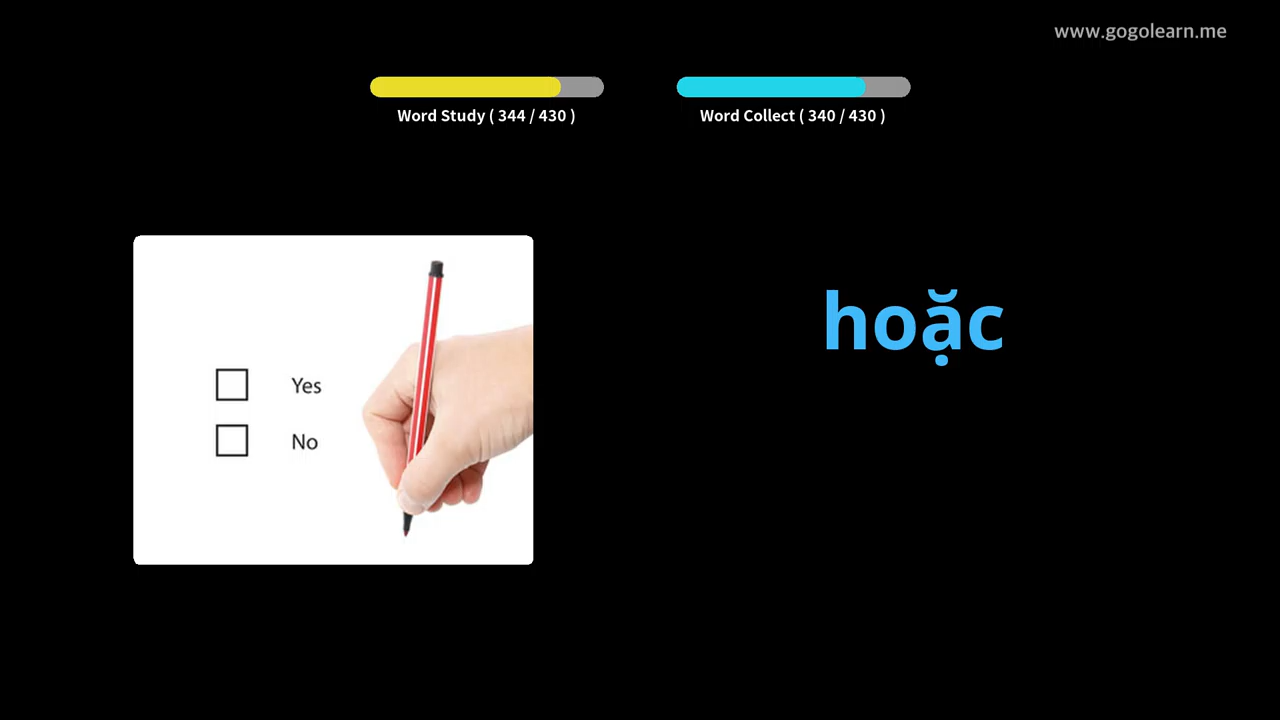 www.gogolearn.me
Word Study ( 344 / 430 )
Word Collect ( 340 / 430 )
hoặc
Yes
No